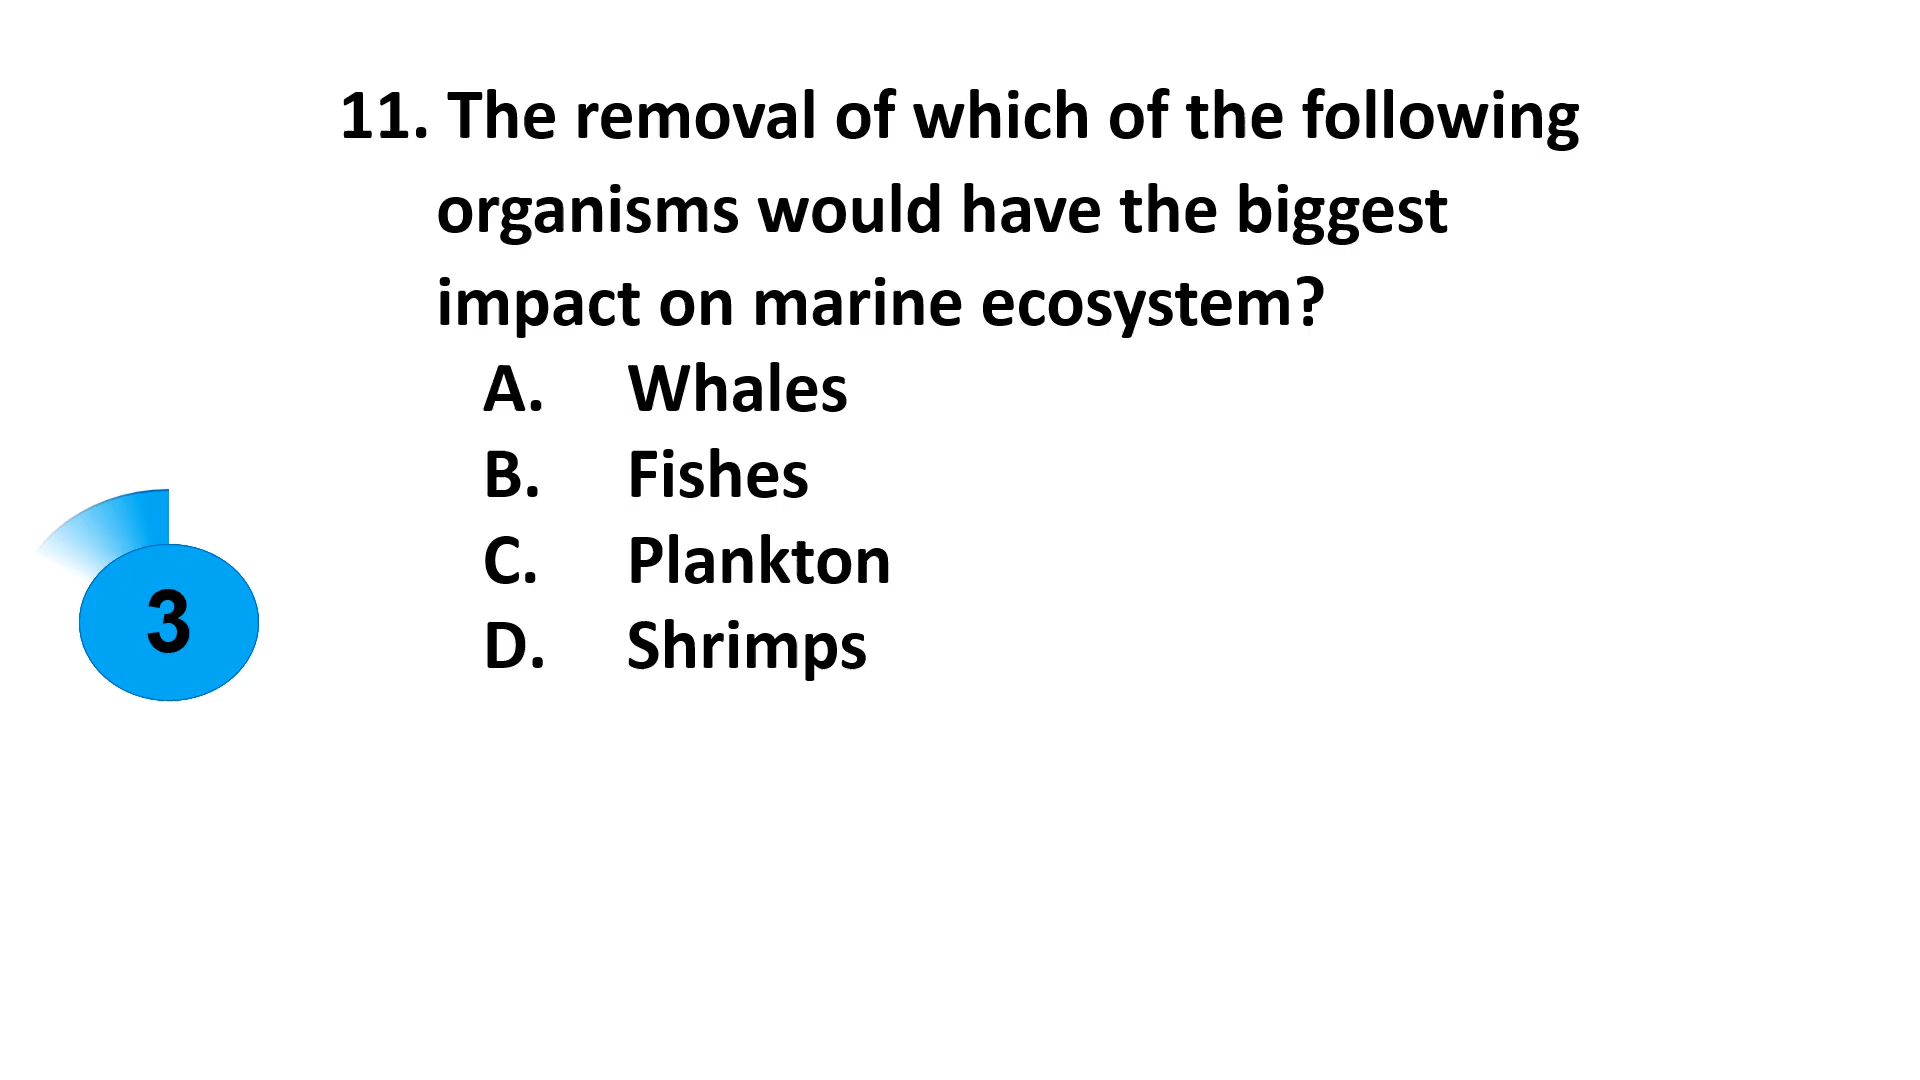 11. The removal of which of the following
organisms would have the biggest
impact on marine ecosystem?
A. Whales
B. Fishes
C. Plankton
D. Shrimps
3